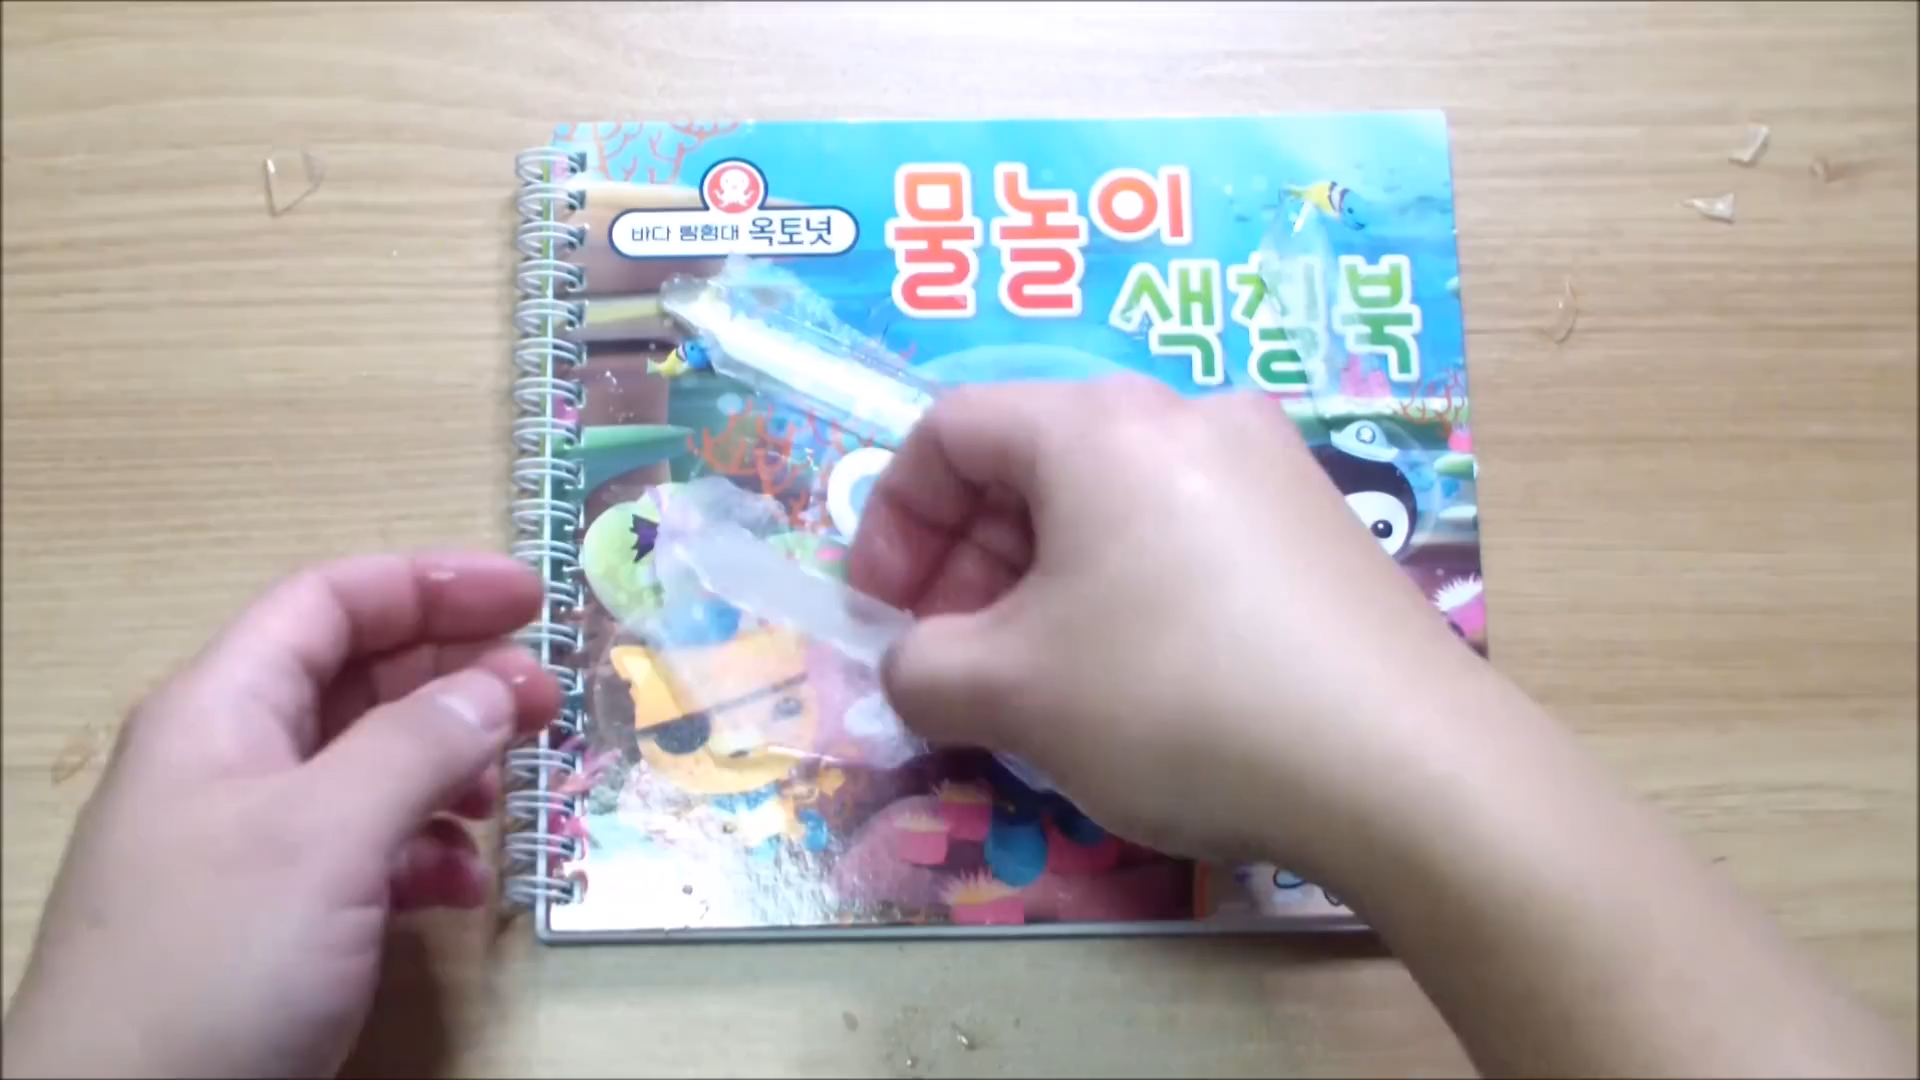 바다 탐험대 옥토넛
물놀이
색칠북